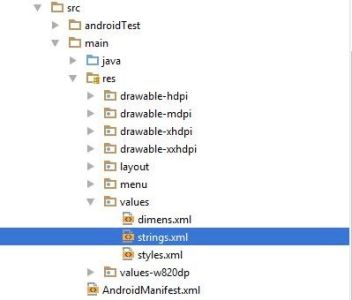 src
androidTest
main
java
res
drawable-hdpi
drawable-mdpi
drawable-xhdpi
drawable-xxhdpi
layout
menu
values
dimens.xml
strings.xml
styles.xml
values-w820dp
AndroidManifest.xml